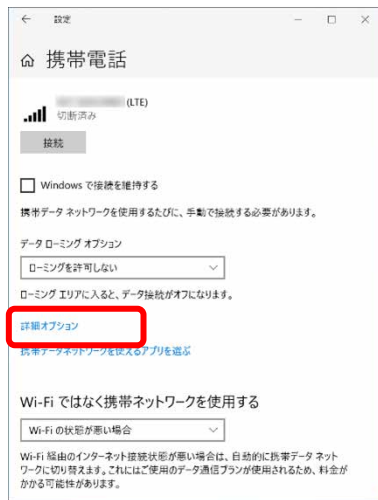 設定
携帯電話
(LTE)
切断済み
接続
Windows で接続を維持する
携帯データ ネットワークを使用するたびに、手動で接続する必要があります。
データ ローミング オプション
ローミングを許可しない
ローミング エリアに入ると、データ接続がオフになります。
詳細オプション
携帯データネットワークを使えるアプリを選ぶ
Wi-Fi ではなく携帯ネットワークを使用する
Wi-Fi の状態が悪い場合
Wi-Fi 経由のインターネット接続状態が悪い場合は、自動的に携帯データ ネット
ワークに切り替えます。これにはご使用のデータ通信プランが使用されるため、料金が
かかる可能性があります。